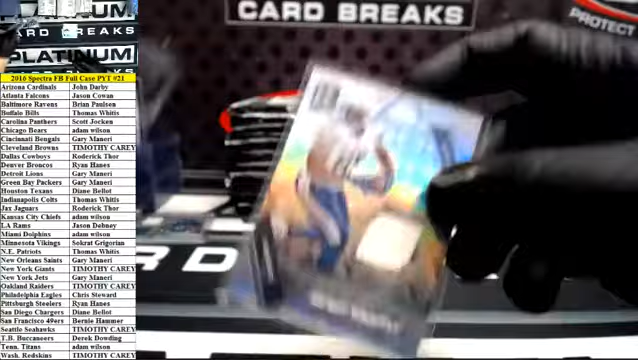 CARD BREAKS
PROTECT
PLATINUM
CARD BREAKS
PLATINUM
2016 Spectra FB Full Case PYT #21
Arizona Cardinals John Darby
Atlanta Falcons Jason Cowan
Baltimore Ravens Brian Paulsen
Buffalo Bills Thomas Whitis
Carolina Panthers Scott Jocken
Chicago Bears adam wilson
Cincinnati Bengals Gary Maneri
Cleveland Browns TIMOTHY CAREY
Dallas Cowboys Roderick Thor
Denver Broncos Ryan Hanes
Detroit Lions Gary Maneri
Green Bay Packers Gary Maneri
Houston Texans Diane Bellot
Indianapolis Colts Thomas Whitis
Jax Jaguars Roderick Thor
Kansas City Chiefs adam wilson
LA Rams Jason Debney
Miami Dolphins adam wilson
Minnesota Vikings Sokrat Grigorian
N.E. Patriots Thomas Whitis
New Orleans Saints Gary Maneri
New York Giants TIMOTHY CAREY
New York Jets Gary Maneri
Oakland Raiders TIMOTHY CAREY
Philadelphia Eagles Chris Steward
Pittsburgh Steelers Ryan Hanes
San Diego Chargers Diane Bellot
San Francisco 49ers Bernie Hammer
Seattle Seahawks TIMOTHY CAREY
T.B. Buccaneers Derek Dowding
Tenn. Titans adam wilson
Wash. Redskins TIMOTHY CAREY